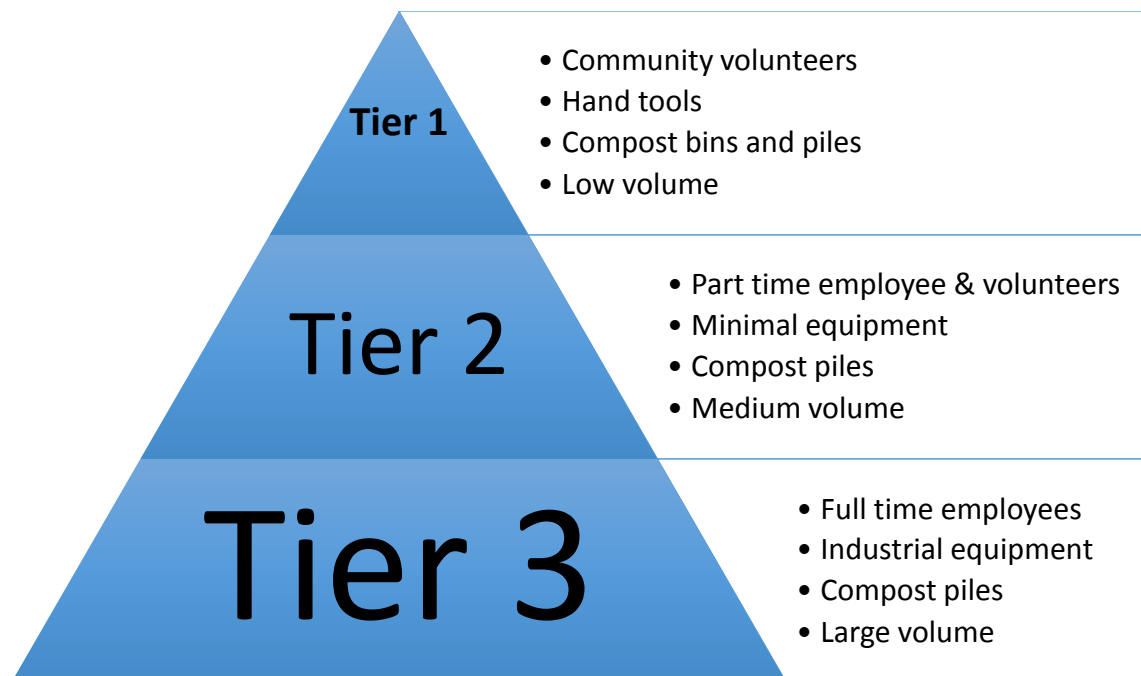 Tier 1
• Community volunteers
• Hand tools
• Compost bins and piles
• Low volume
Tier 2
• Part time employee & volunteers
• Minimal equipment
• Compost piles
• Medium volume
Tier 3
• Full time employees
• Industrial equipment
• Compost piles
• Large volume